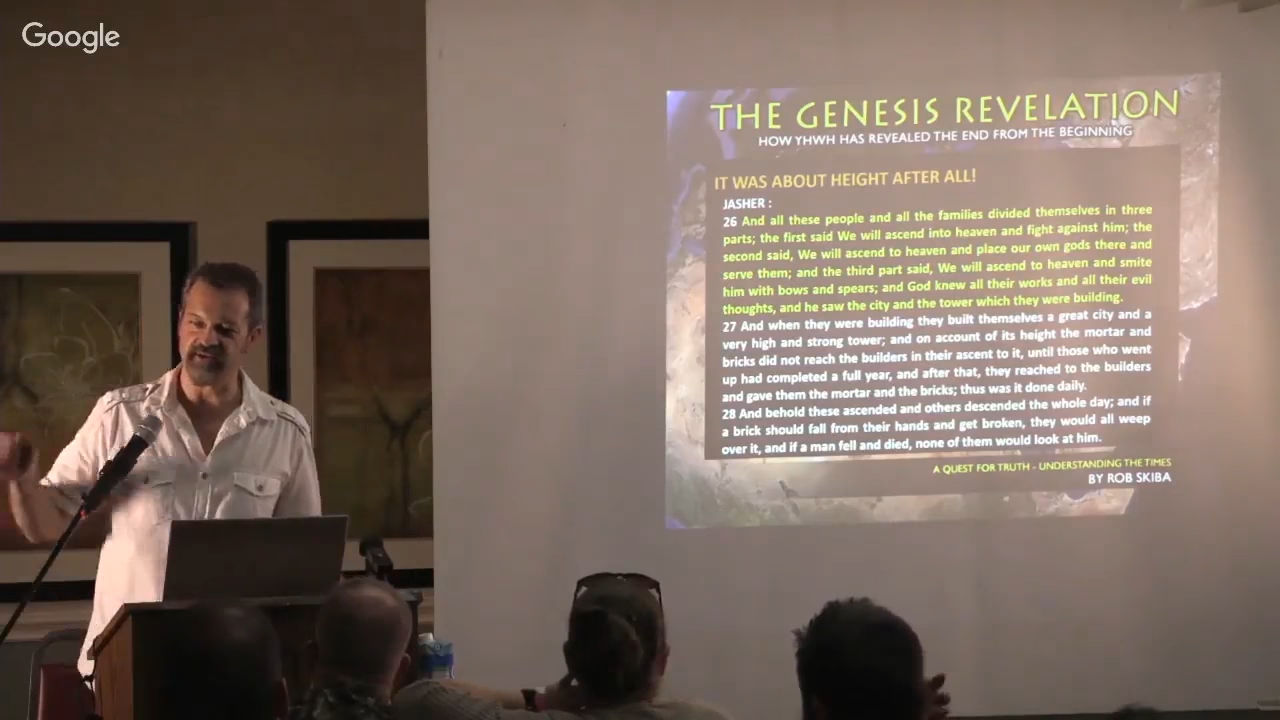 Google
THE GENESIS REVELATION
HOW YHWH HAS REVEALED THE END FROM THE BEGINNING
IT WAS ABOUT HEIGHT AFTER ALL!
JASHER :
26 And all these people and all the families divided themselves in three
parts; the first said We will ascend into heaven and fight against him; the
second said, We will ascend to heaven and place our own gods there and
serve them; and the third part said, We will ascend to heaven and smite
him with bows and spears; and God knew all their works and all their evil
thoughts, and he saw the city and the tower which they were building.
27 And when they were building they built themselves a great city and a
very high and strong tower; and on account of its height the mortar and
bricks did not reach the builders in their ascent to it, until those who went
up had completed a full year, and after that, they reached to the builders
and gave them the mortar and the bricks; thus was it done daily.
28 And behold these ascended and others descended the whole day; and if
a brick should fall from their hands and get broken, they would all weep
over it, and if a man fell and died, none of them would look at him.
A QUEST FOR TRUTH - UNDERSTANDING THE TIMES
BY ROB SKIBA